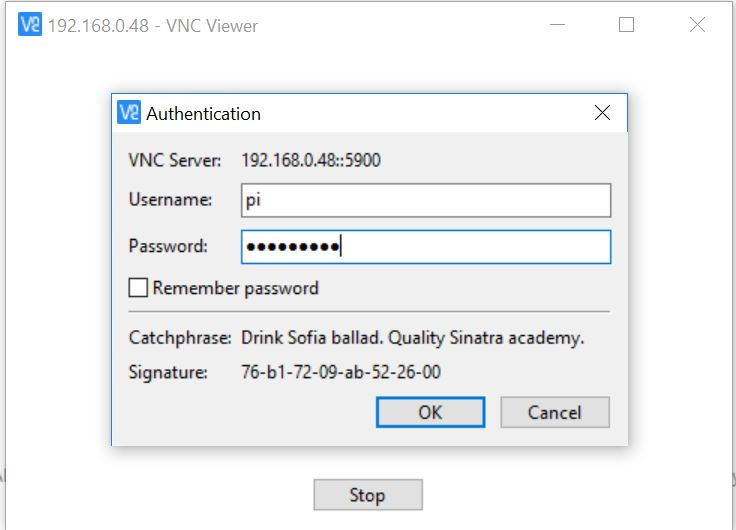 192.168.0.48 - VNC Viewer
Authentication
VNC Server: 192.168.0.48::5900
Username: pi
Password: ●●●●●●●●●
Remember password
Catchphrase: Drink Sofia ballad. Quality Sinatra academy.
Signature: 76-b1-72-09-ab-52-26-00
OK Cancel
Stop